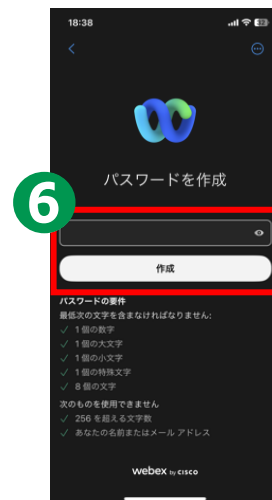 18:38
32
6
パスワードを作成
作成
パスワードの要件
最低次の文字を含まなければなりません:
✓ 1 個の数字
✓ 1 個の大文字
✓ 1 個の小文字
✓ 1 個の特殊文字
✓ 8 個の文字
次のものを使用できません
✓ 256 を超える文字数
✓ あなたの名前またはメール アドレス
webex by CISCO